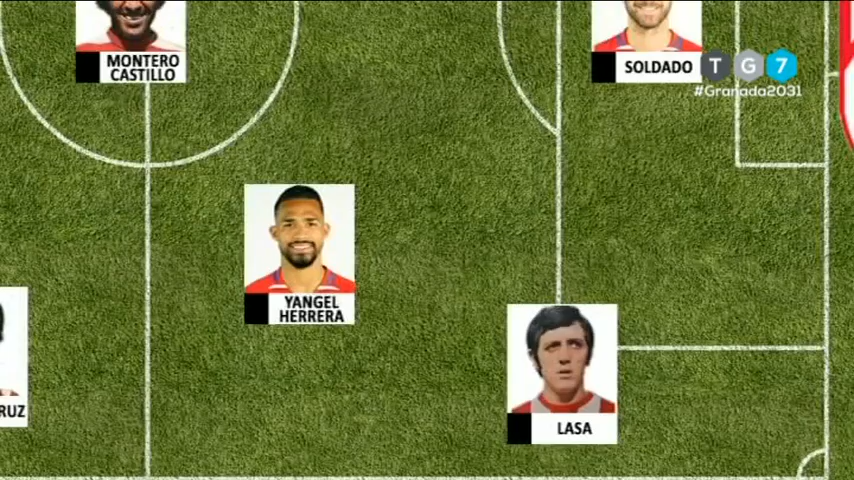 MONTERO
CASTILLO
SOLDADO
TG7
#Granada2031
YANGEL
HERRERA
RUZ
LASA